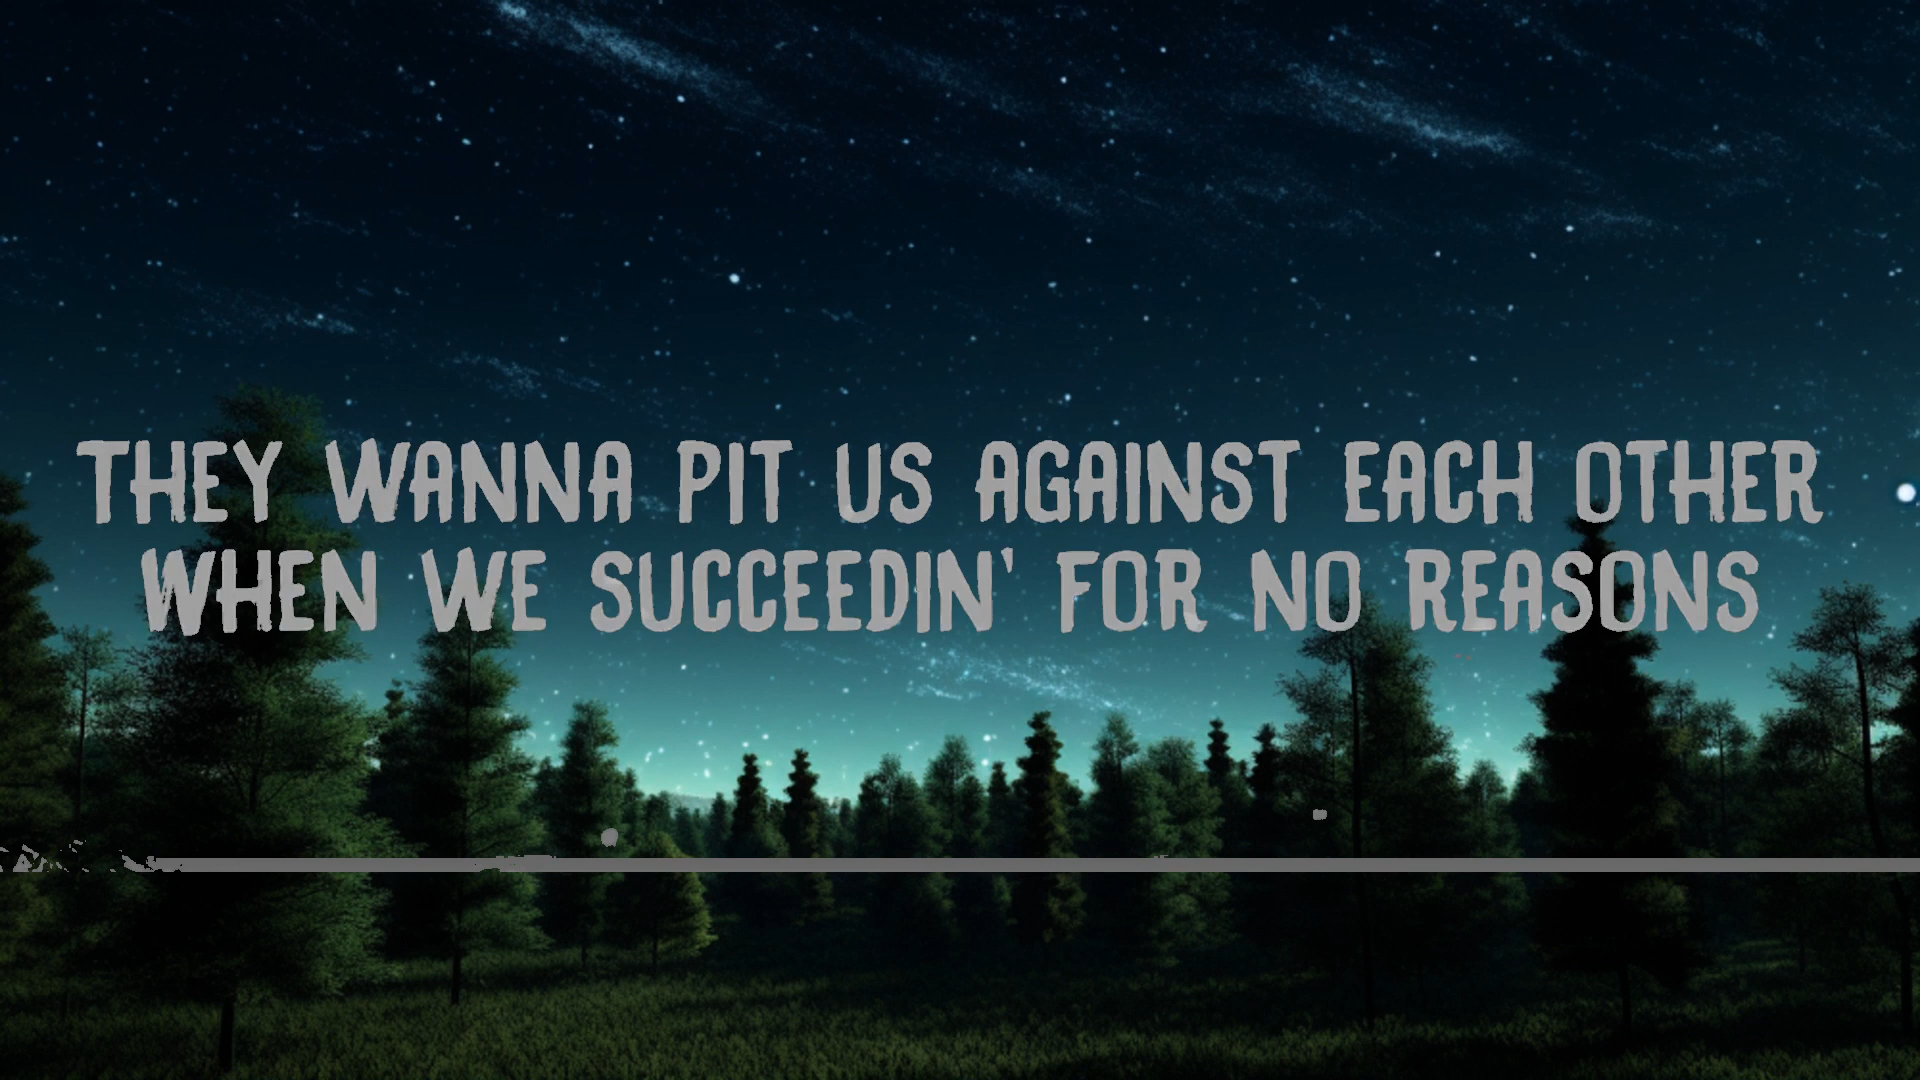 THEY WANNA PIT US AGAINST EACH OTHER
WHEN WE SUCCEEDIN' FOR NO REASONS